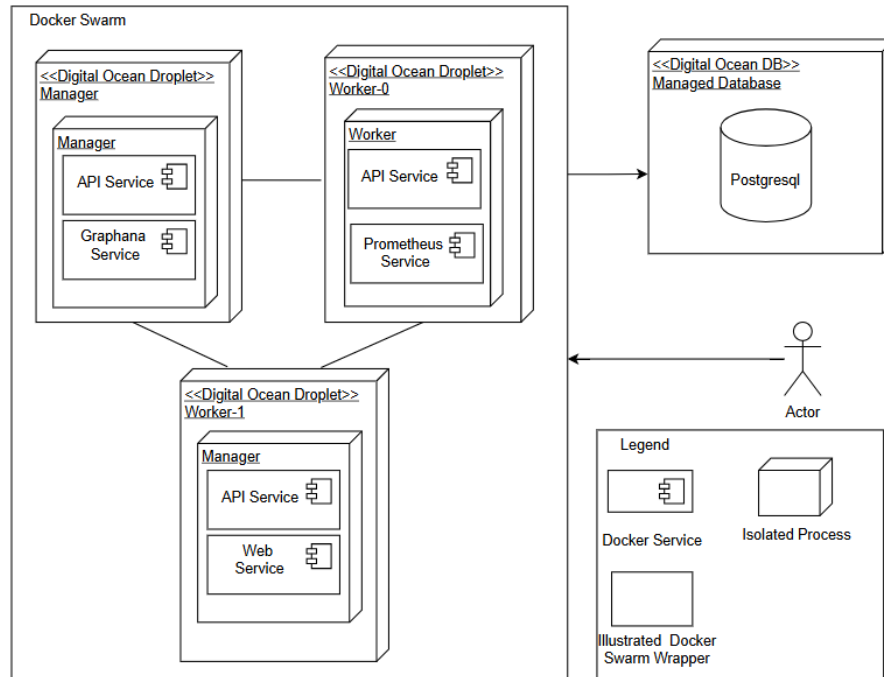 Docker Swarm
<<Digital Ocean Droplet>>
Manager
Manager
API Service
Graphana
Service
<<Digital Ocean Droplet>>
Worker-0
Worker
API Service
Prometheus
Service
<<Digital Ocean DB>>
Managed Database
Postgresql
<<Digital Ocean Droplet>>
Worker-1
Manager
API Service
Web
Service
Actor
Legend
Docker Service
Isolated Process
Illustrated Docker
Swarm Wrapper